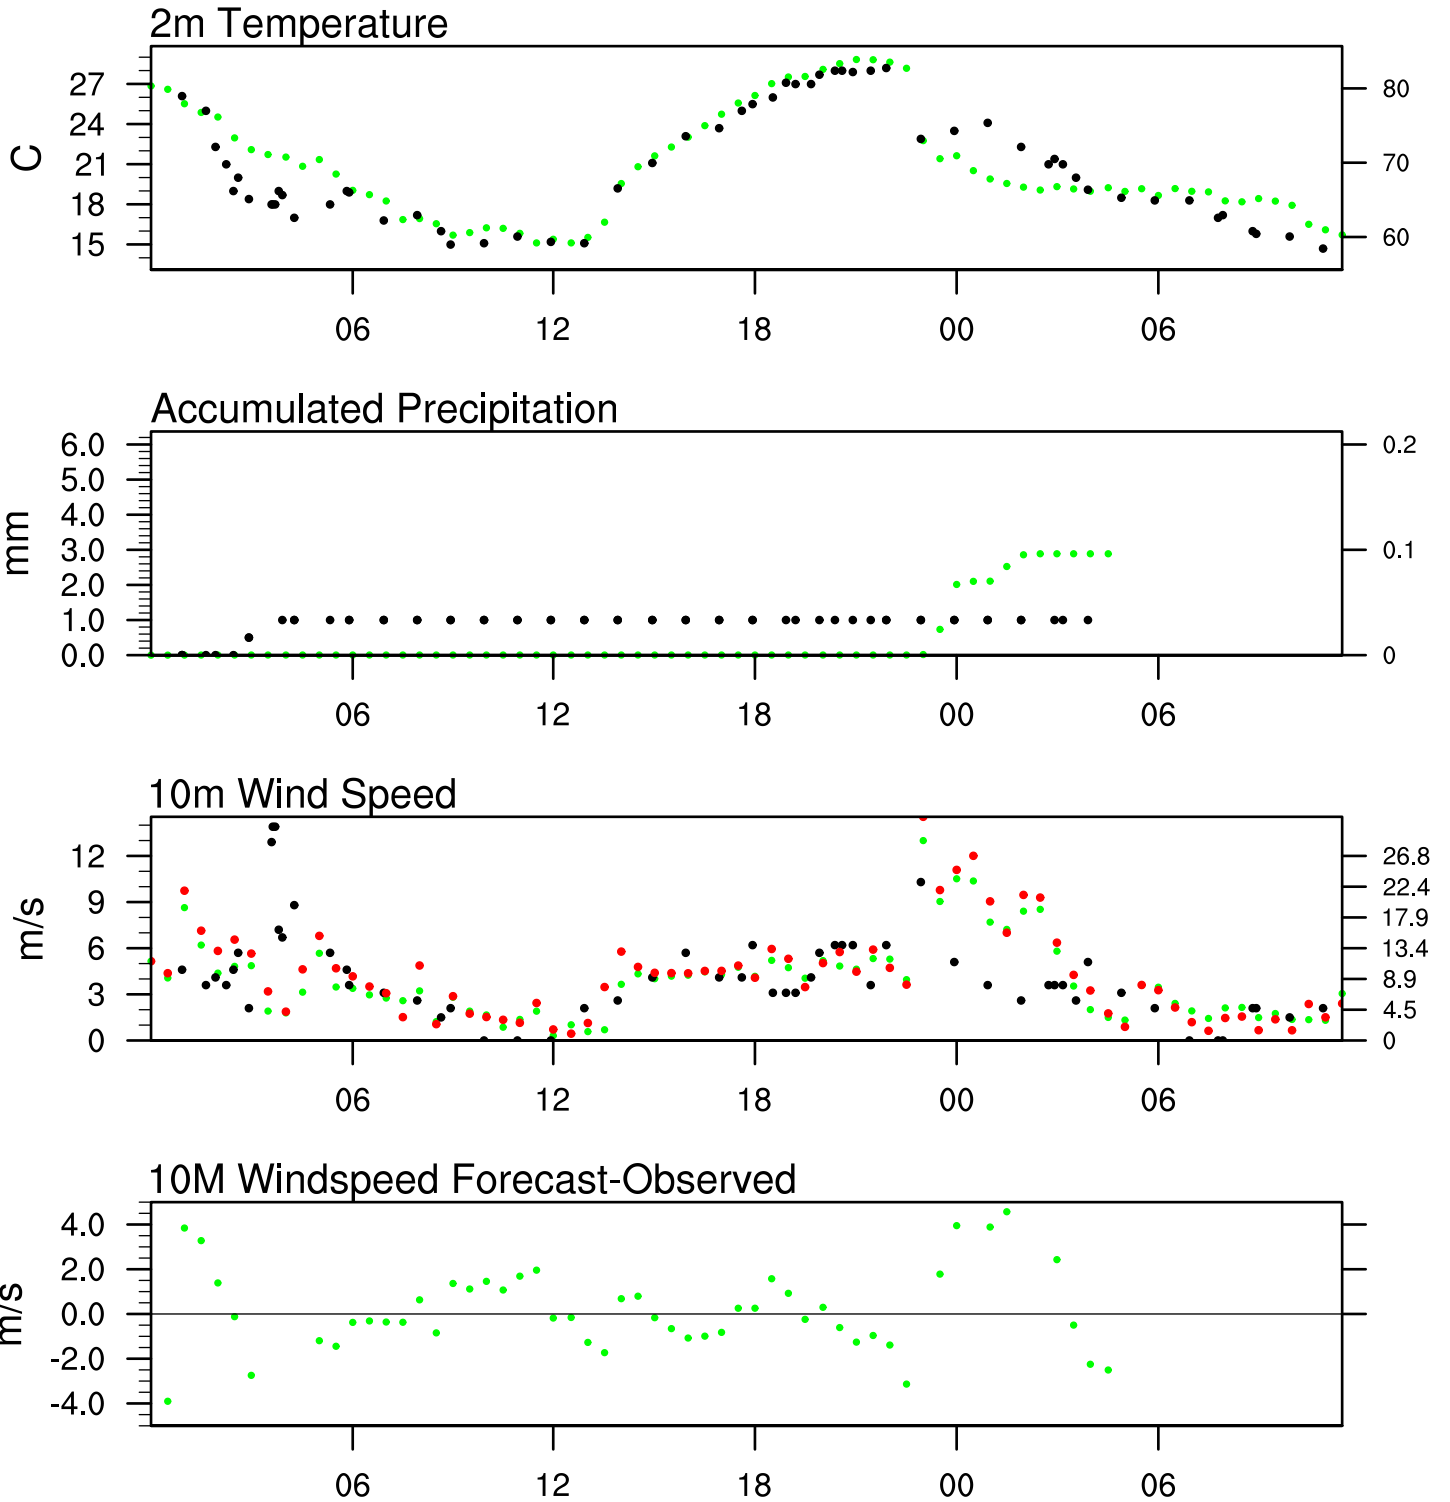 2m Temperature
27
24
21
18
15
C
80
70
60
06 12 18 00 06
Accumulated Precipitation
6.0
5.0
4.0
3.0
2.0
1.0
0.0
mm
0.2
0.1
0
06 12 18 00 06
10m Wind Speed
12
9
6
3
0
m/s
26.8
22.4
17.9
13.4
8.9
4.5
0
06 12 18 00 06
10M Windspeed Forecast-Observed
4.0
2.0
0.0
-2.0
-4.0
m/s
06 12 18 00 06